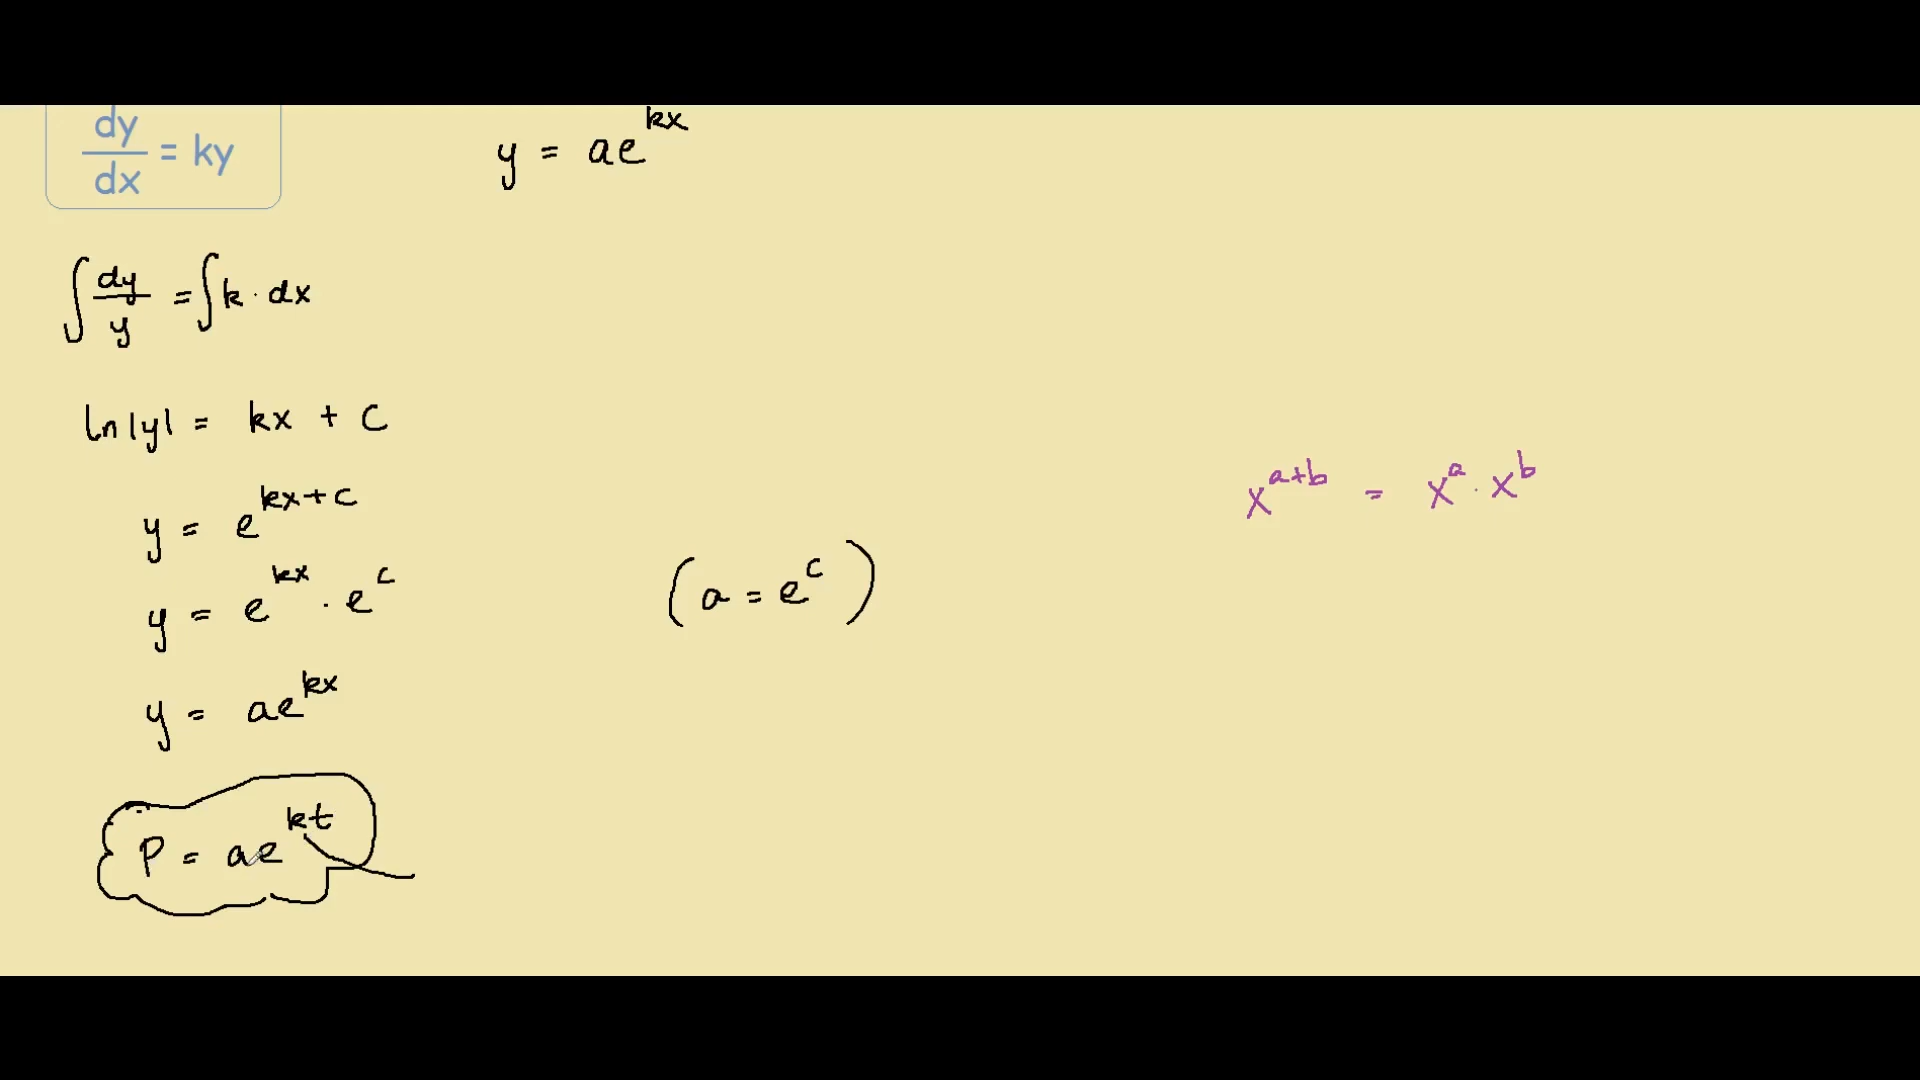 dy/dx = ky
y = ae^{kx}
∫ dy/y = ∫ k · dx
ln|y| = kx + c
x^{a+b} = x^a · x^b
y = e^{kx+c}
y = e^{kx} · e^c
(a = e^c)
y = ae^{kx}
P = ae^{kt}